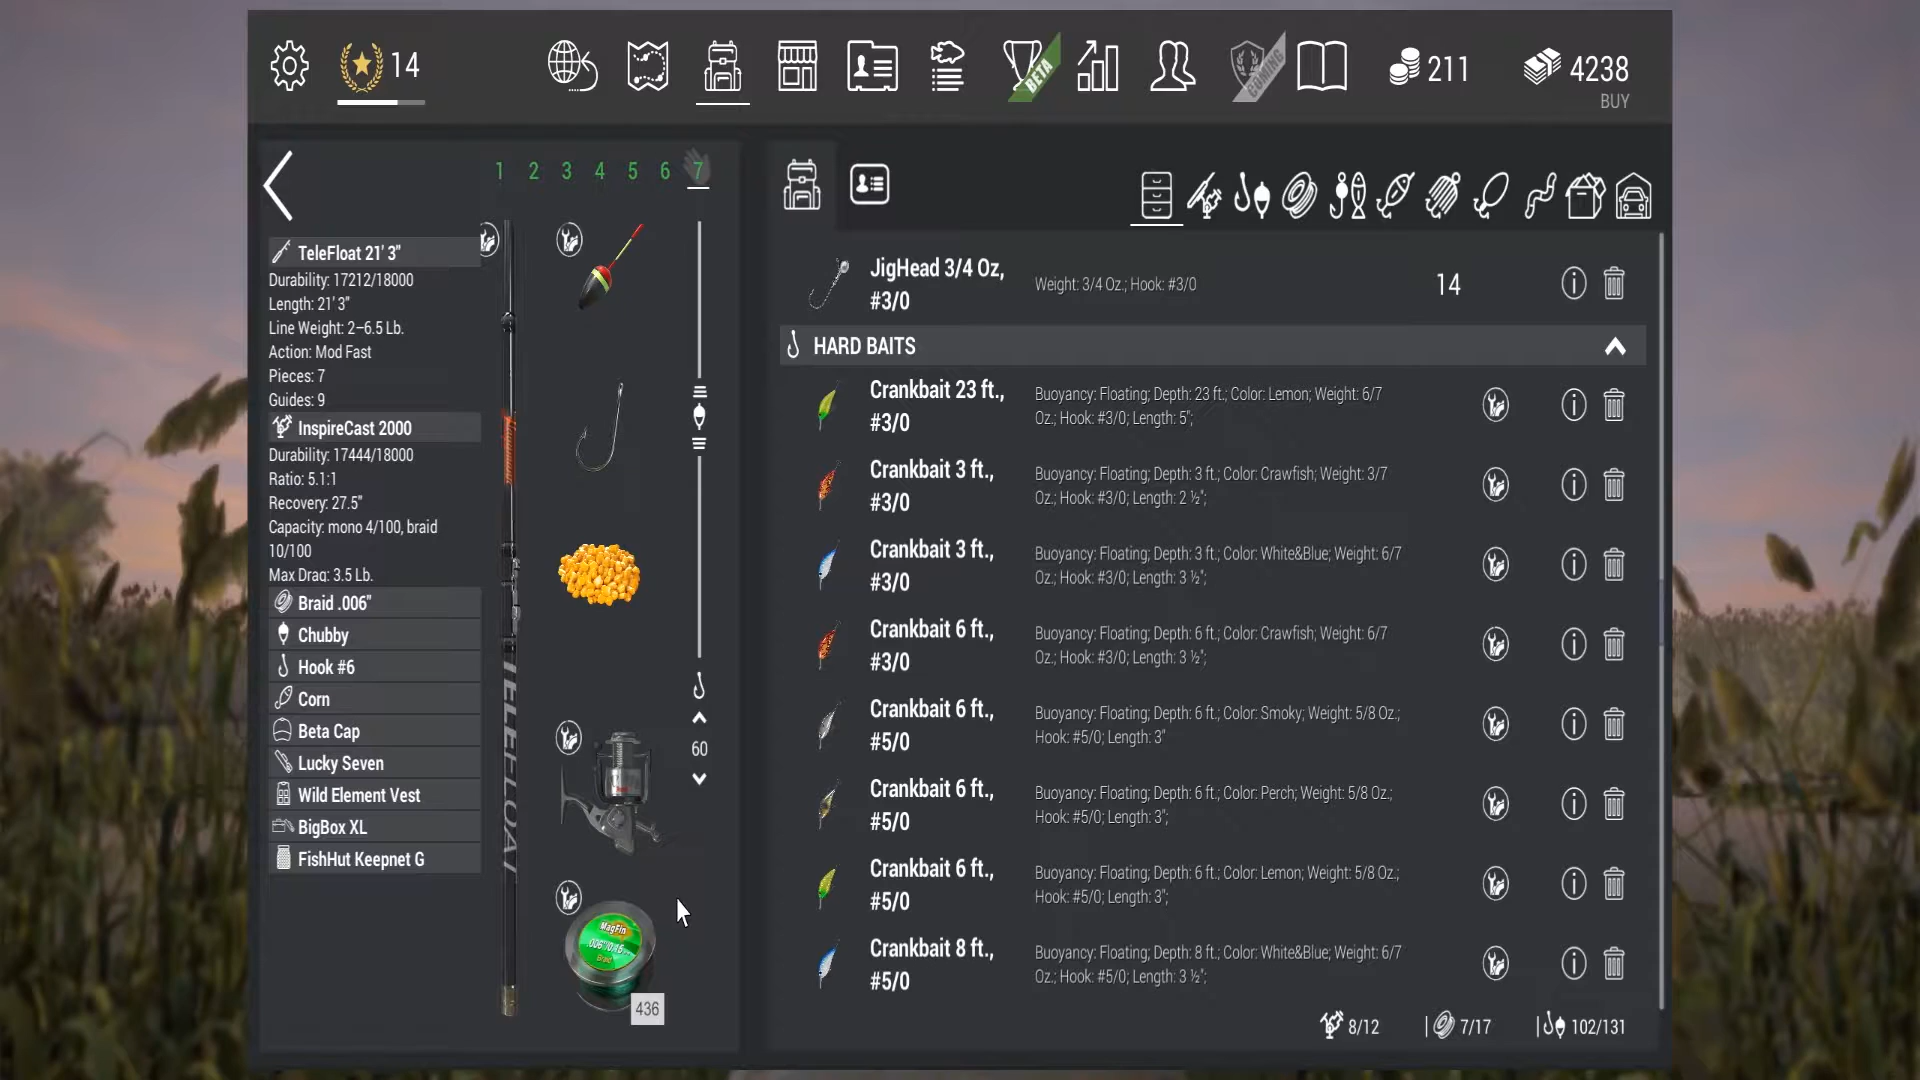 14
BETA
COMING
211
4238
BUY
1 2 3 4 5 6 7
TeleFloat 21' 3"
Durability: 17212/18000
Length: 21' 3"
Line Weight: 2–6.5 Lb.
Action: Mod Fast
Pieces: 7
Guides: 9
InspireCast 2000
Durability: 17444/18000
Ratio: 5.1:1
Recovery: 27.5"
Capacity: mono 4/100, braid
10/100
Max Drag: 3.5 Lb.
Braid .006"
Chubby
Hook #6
Corn
Beta Cap
Lucky Seven
Wild Element Vest
BigBox XL
FishHut Keepnet G
TELEFLOAT
60
MagFin
.006"/0.15
Braid
436
JigHead 3/4 Oz,
#3/0
Weight: 3/4 Oz.; Hook: #3/0
14
HARD BAITS
Crankbait 23 ft.,
#3/0
Buoyancy: Floating; Depth: 23 ft.; Color: Lemon; Weight: 6/7
Oz.; Hook: #3/0; Length: 5";
Crankbait 3 ft.,
#3/0
Buoyancy: Floating; Depth: 3 ft.; Color: Crawfish; Weight: 3/7
Oz.; Hook: #3/0; Length: 2 ½";
Crankbait 3 ft.,
#3/0
Buoyancy: Floating; Depth: 3 ft.; Color: White&Blue; Weight: 6/7
Oz.; Hook: #3/0; Length: 3 ½";
Crankbait 6 ft.,
#3/0
Buoyancy: Floating; Depth: 6 ft.; Color: Crawfish; Weight: 6/7
Oz.; Hook: #3/0; Length: 3 ½";
Crankbait 6 ft.,
#5/0
Buoyancy: Floating; Depth: 6 ft.; Color: Smoky; Weight: 5/8 Oz.;
Hook: #5/0; Length: 3"
Crankbait 6 ft.,
#5/0
Buoyancy: Floating; Depth: 6 ft.; Color: Perch; Weight: 5/8 Oz.;
Hook: #5/0; Length: 3";
Crankbait 6 ft.,
#5/0
Buoyancy: Floating; Depth: 6 ft.; Color: Lemon; Weight: 5/8 Oz.;
Hook: #5/0; Length: 3";
Crankbait 8 ft.,
#5/0
Buoyancy: Floating; Depth: 8 ft.; Color: White&Blue; Weight: 6/7
Oz.; Hook: #5/0; Length: 3 ½";
8/12
7/17
102/131